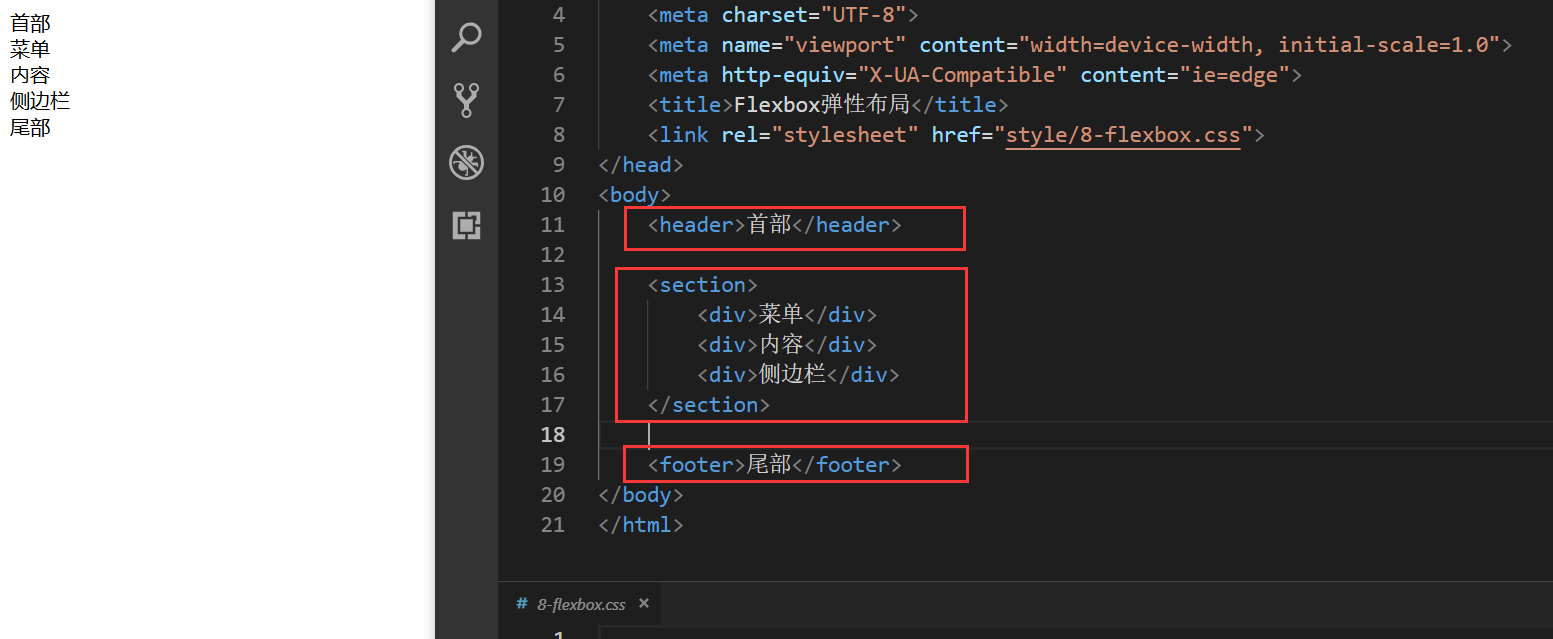 首部
菜单
内容
侧边栏
尾部
4 <meta charset="UTF-8">
5 <meta name="viewport" content="width=device-width, initial-scale=1.0">
6 <meta http-equiv="X-UA-Compatible" content="ie=edge">
7 <title>Flexbox弹性布局</title>
8 <link rel="stylesheet" href="style/8-flexbox.css">
9 </head>
10 <body>
11 <header>首部</header>
12
13 <section>
14 <div>菜单</div>
15 <div>内容</div>
16 <div>侧边栏</div>
17 </section>
18
19 <footer>尾部</footer>
20 </body>
21 </html>
# 8-flexbox.css ×
1